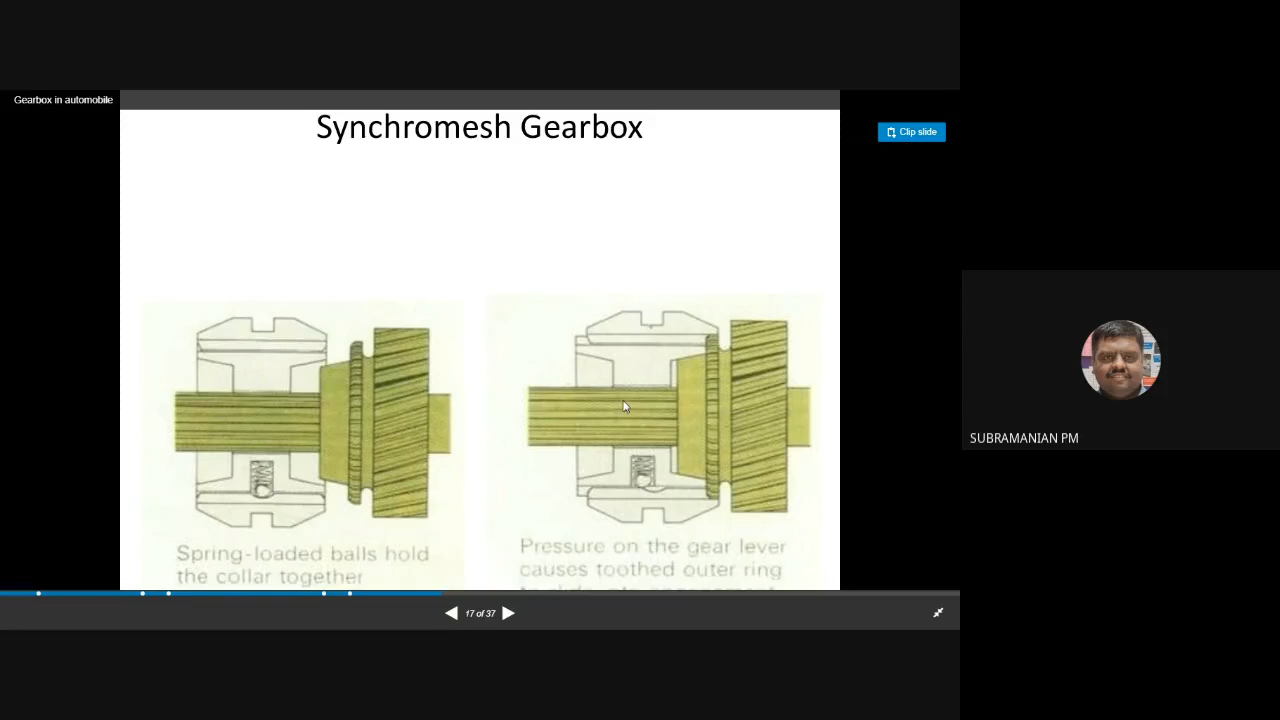 Gearbox in automobile
Synchromesh Gearbox
Clip slide
SUBRAMANIAN PM
Spring-loaded balls hold
the collar together
Pressure on the gear lever
causes toothed outer ring
17 of 37